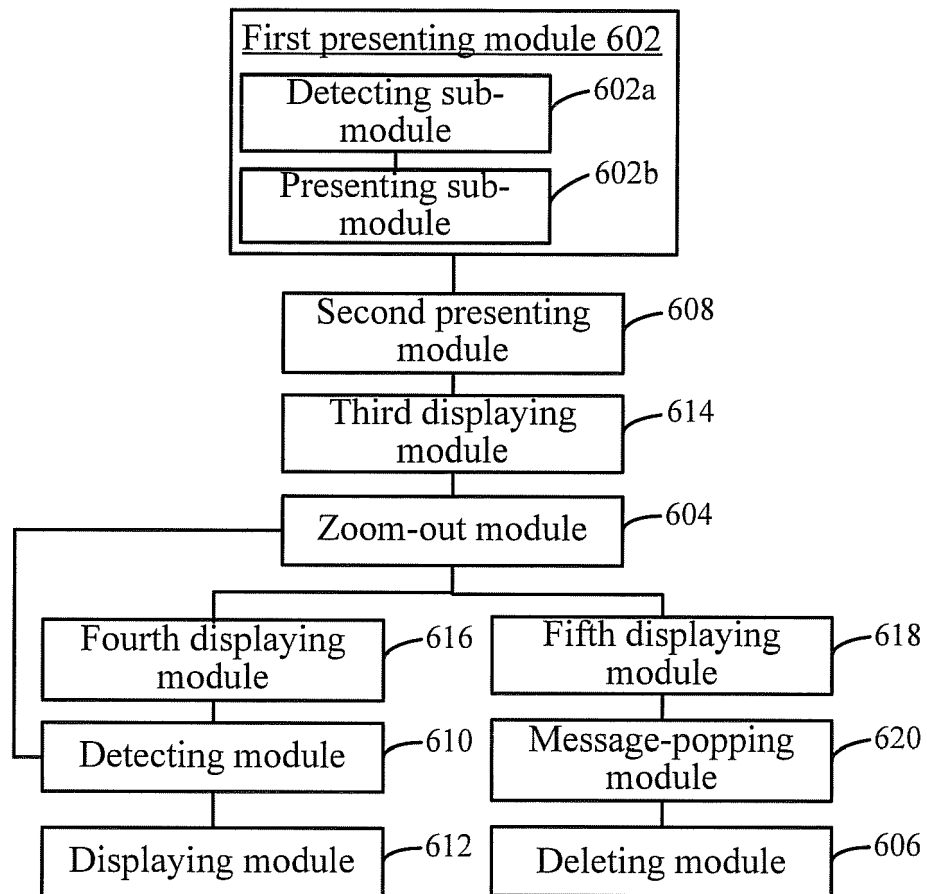 First presenting module 602
Detecting sub-
module
602a
Presenting sub-
module
602b
Second presenting
module
608
Third displaying
module
614
Zoom-out module
604
Fourth displaying
module
616
Fifth displaying
module
618
Detecting module
610
Message-popping
module
620
Displaying module
612
Deleting module
606